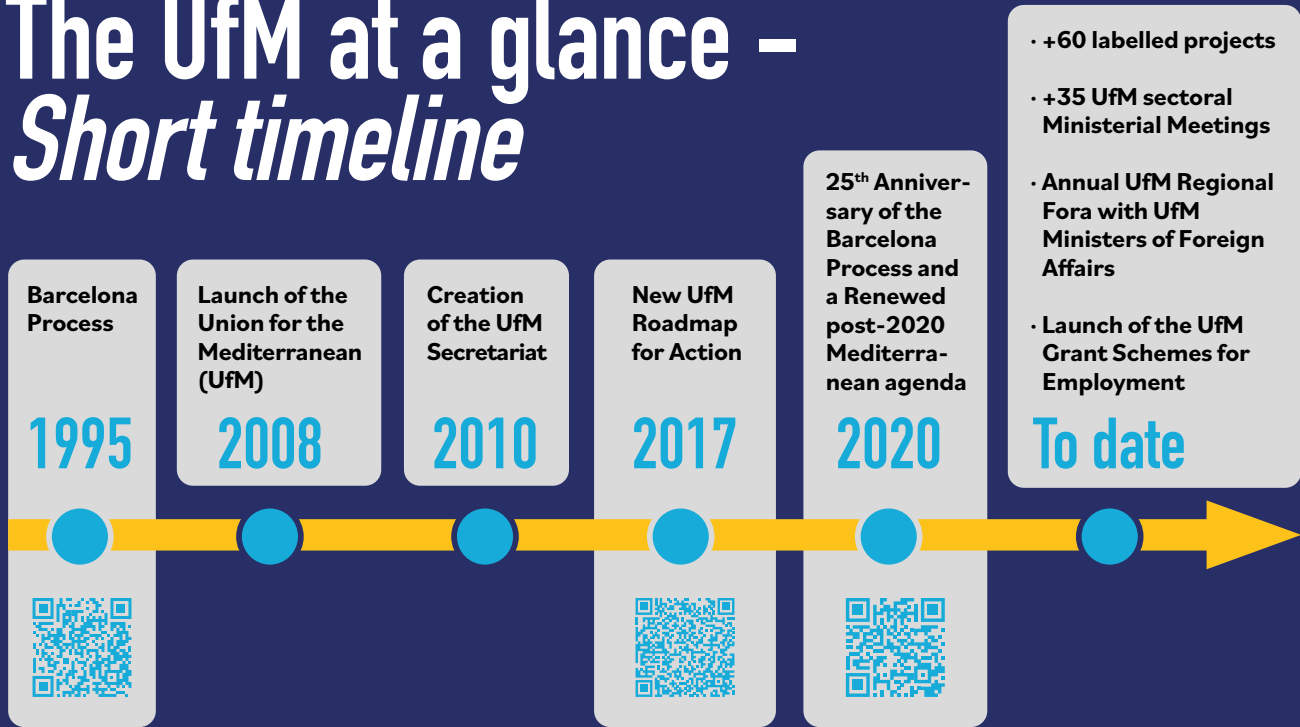 The UfM at a glance –
Short timeline
Barcelona
Process
1995
Launch of the
Union for the
Mediterranean
(UfM)
2008
Creation
of the UfM
Secretariat
2010
New UfM
Roadmap
for Action
2017
25th Anniver-
sary of the
Barcelona
Process and
a Renewed
post-2020
Mediterra-
nean agenda
2020
· +60 labelled projects
· +35 UfM sectoral
Ministerial Meetings
· Annual UfM Regional
Fora with UfM
Ministers of Foreign
Affairs
· Launch of the UfM
Grant Schemes for
Employment
To date